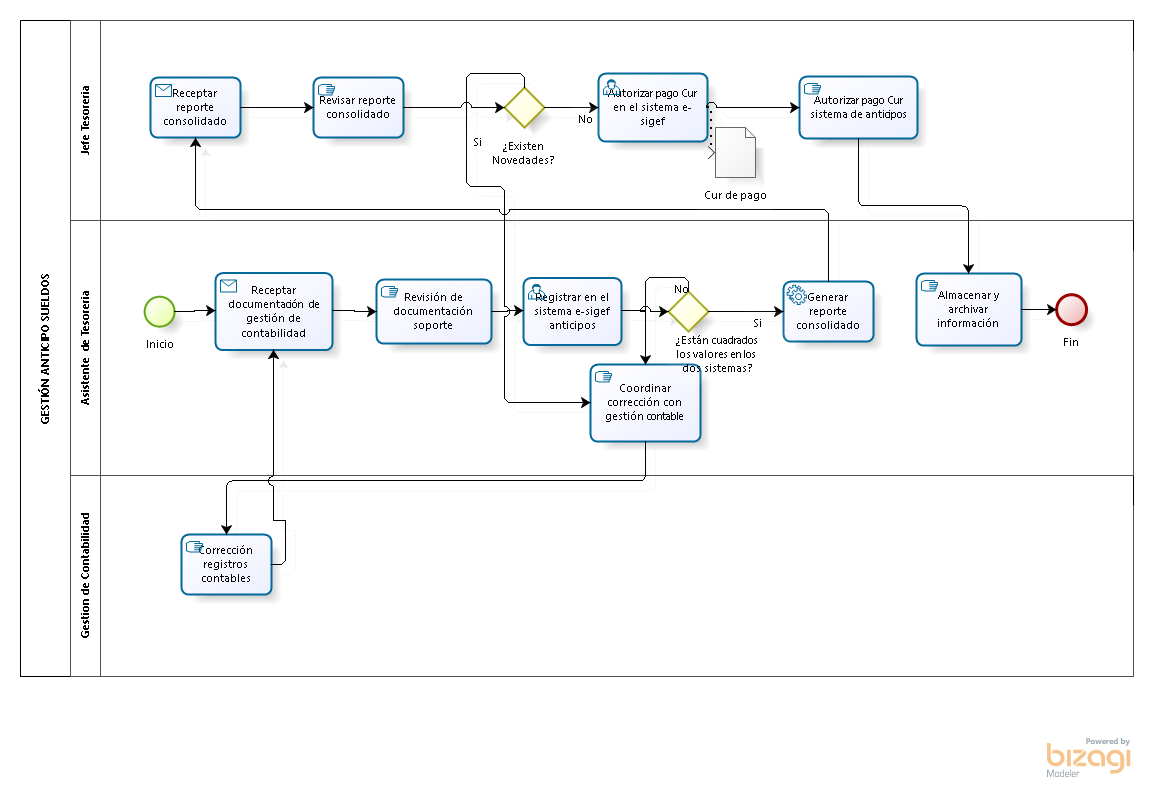 GESTIÓN ANTICIPO SUELDOS
Jefe Tesoreria
Receptar
reporte
consolidado
Revisar reporte
consolidado
Si
¿Existen
Novedades?
No
Autorizar pago Cur
en el sistema e-
sigef
Cur de pago
Autorizar pago Cur
sistema de anticipos
Asistente de Tesoreria
Inicio
Receptar
documentación de
gestión de
contabilidad
Revisión de
documentación
soporte
Registrar en el
sistema e-sigef
anticipos
No
¿Están cuadrados
los valores en los
dos sistemas?
Si
Generar
reporte
consolidado
Almacenar y
archivar
información
Fin
Coordinar
corrección con
gestión contable
Gestion de Contabilidad
Corrección
registros
contables
Powered by
bizagi
Modeler